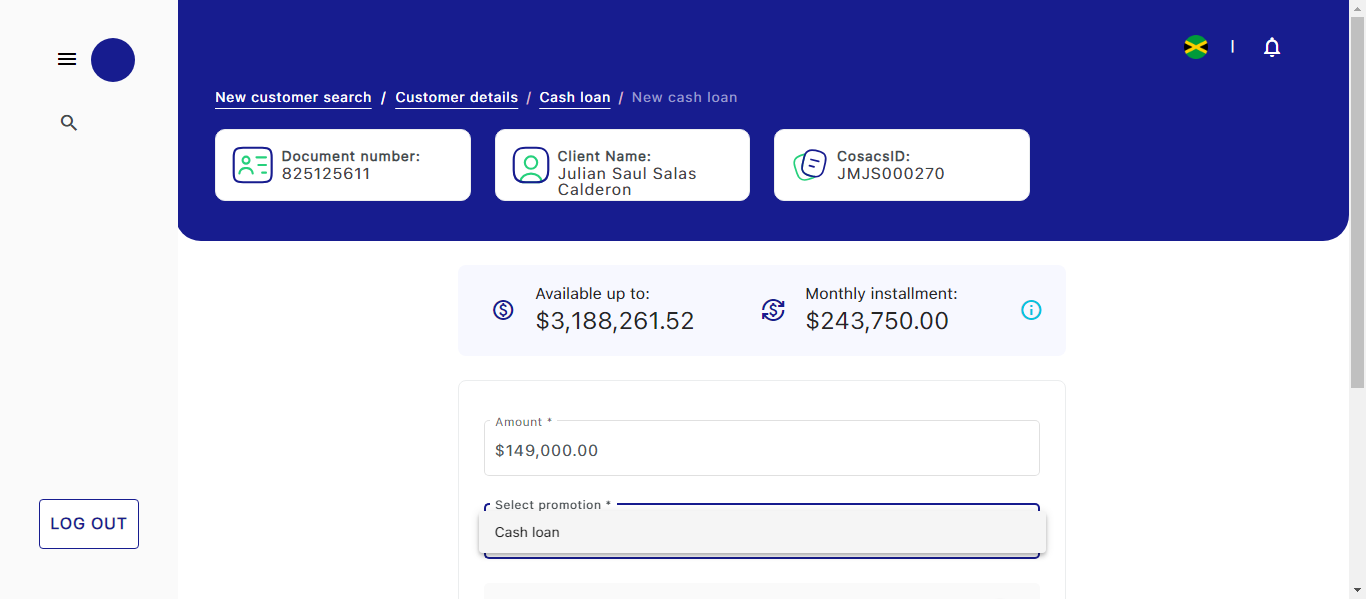 New customer search / Customer details / Cash loan / New cash loan
Document number:
825125611
Client Name:
Julian Saul Salas
Calderon
CosacsID:
JMJS000270
Available up to:
$3,188,261.52
Monthly installment:
$243,750.00
Amount *
$149,000.00
Select promotion *
Cash loan
LOG OUT